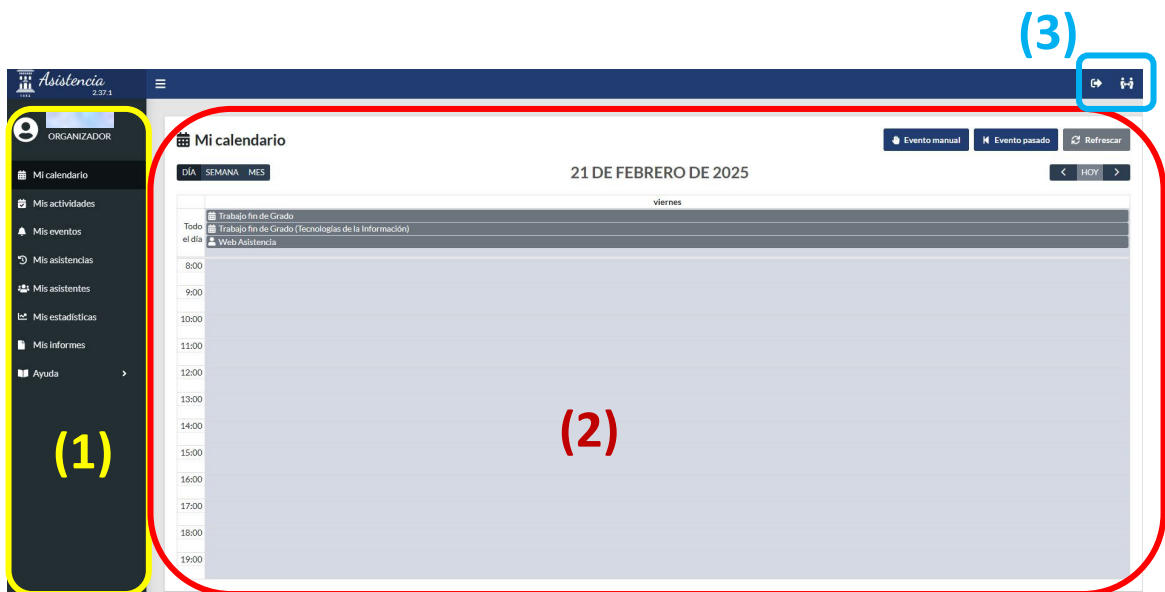 (3)
Asistencia
2.37.1
ORGANIZADOR
Mi calendario
Mis actividades
Mis eventos
Mis asistencias
Mis asistentes
Mis estadísticas
Mis informes
Ayuda
(1)
Mi calendario
Evento manual
Evento pasado
Refrescar
DÍA SEMANA MES
21 DE FEBRERO DE 2025
HOY
viernes
Todo el día
Trabajo fin de Grado
Trabajo fin de Grado (Tecnologías de la Información)
Web Asistencia
8:00
9:00
10:00
11:00
12:00
13:00
14:00
15:00
16:00
17:00
18:00
19:00
(2)